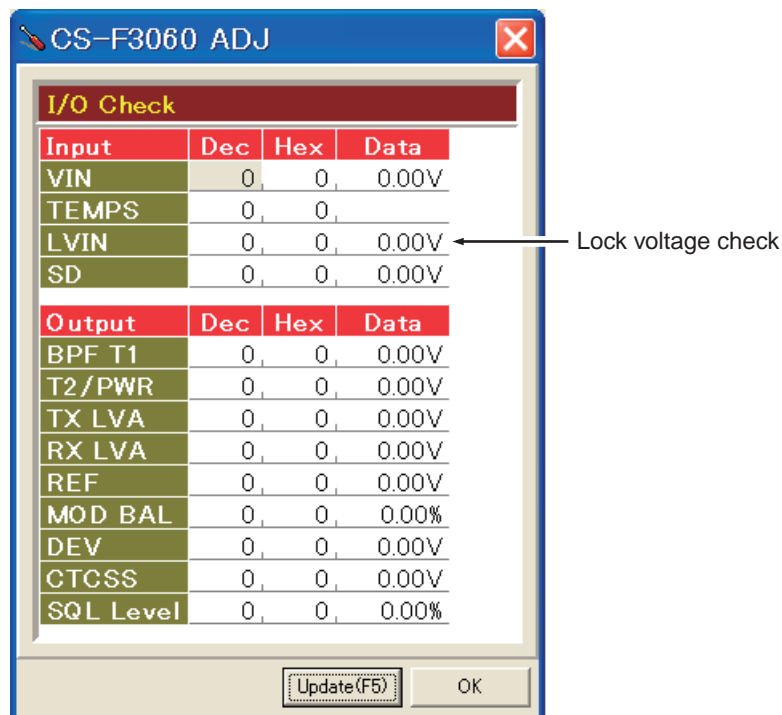 CS-F3060 ADJ
I/O Check
Input Dec Hex Data
VIN 0 0 0.00V
TEMPS 0 0
LVIN 0 0 0.00V
Lock voltage check
SD 0 0 0.00V
Output Dec Hex Data
BPF T1 0 0 0.00V
T2/PWR 0 0 0.00V
TX LVA 0 0 0.00V
RX LVA 0 0 0.00V
REF 0 0 0.00V
MOD BAL 0 0 0.00%
DEV 0 0 0.00V
CTCSS 0 0 0.00V
SQL Level 0 0 0.00%
Update(F5) OK